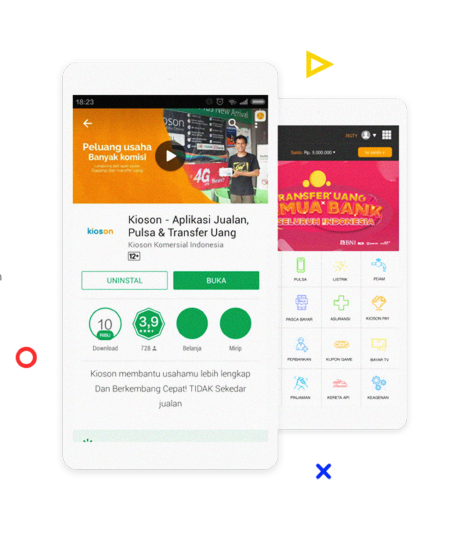 18:23
Peluang usaha
Banyak komisi
4G
kioson
Kioson - Aplikasi Jualan,
Pulsa & Transfer Uang
Kioson Komersial Indonesia
12+
UNINSTAL
BUKA
10
RIBU
3,9
Download
728
Belanja
Mirip
Kioson membantu usahamu lebih lengkap
Dan Berkembang Cepat! TIDAK Sekedar
jualan
Saldo Rp. 5.000.000
TRANSFER UANG
SEMUA BANK
SELURUH INDONESIA
BNI
PULSA
LISTRIK
PDAM
PASCA BAYAR
ASURANSI
KIOSON PAY
PERBANKAN
KUPON GAME
BAYAR TV
PINJAMAN
KERETA API
KEAGENAN